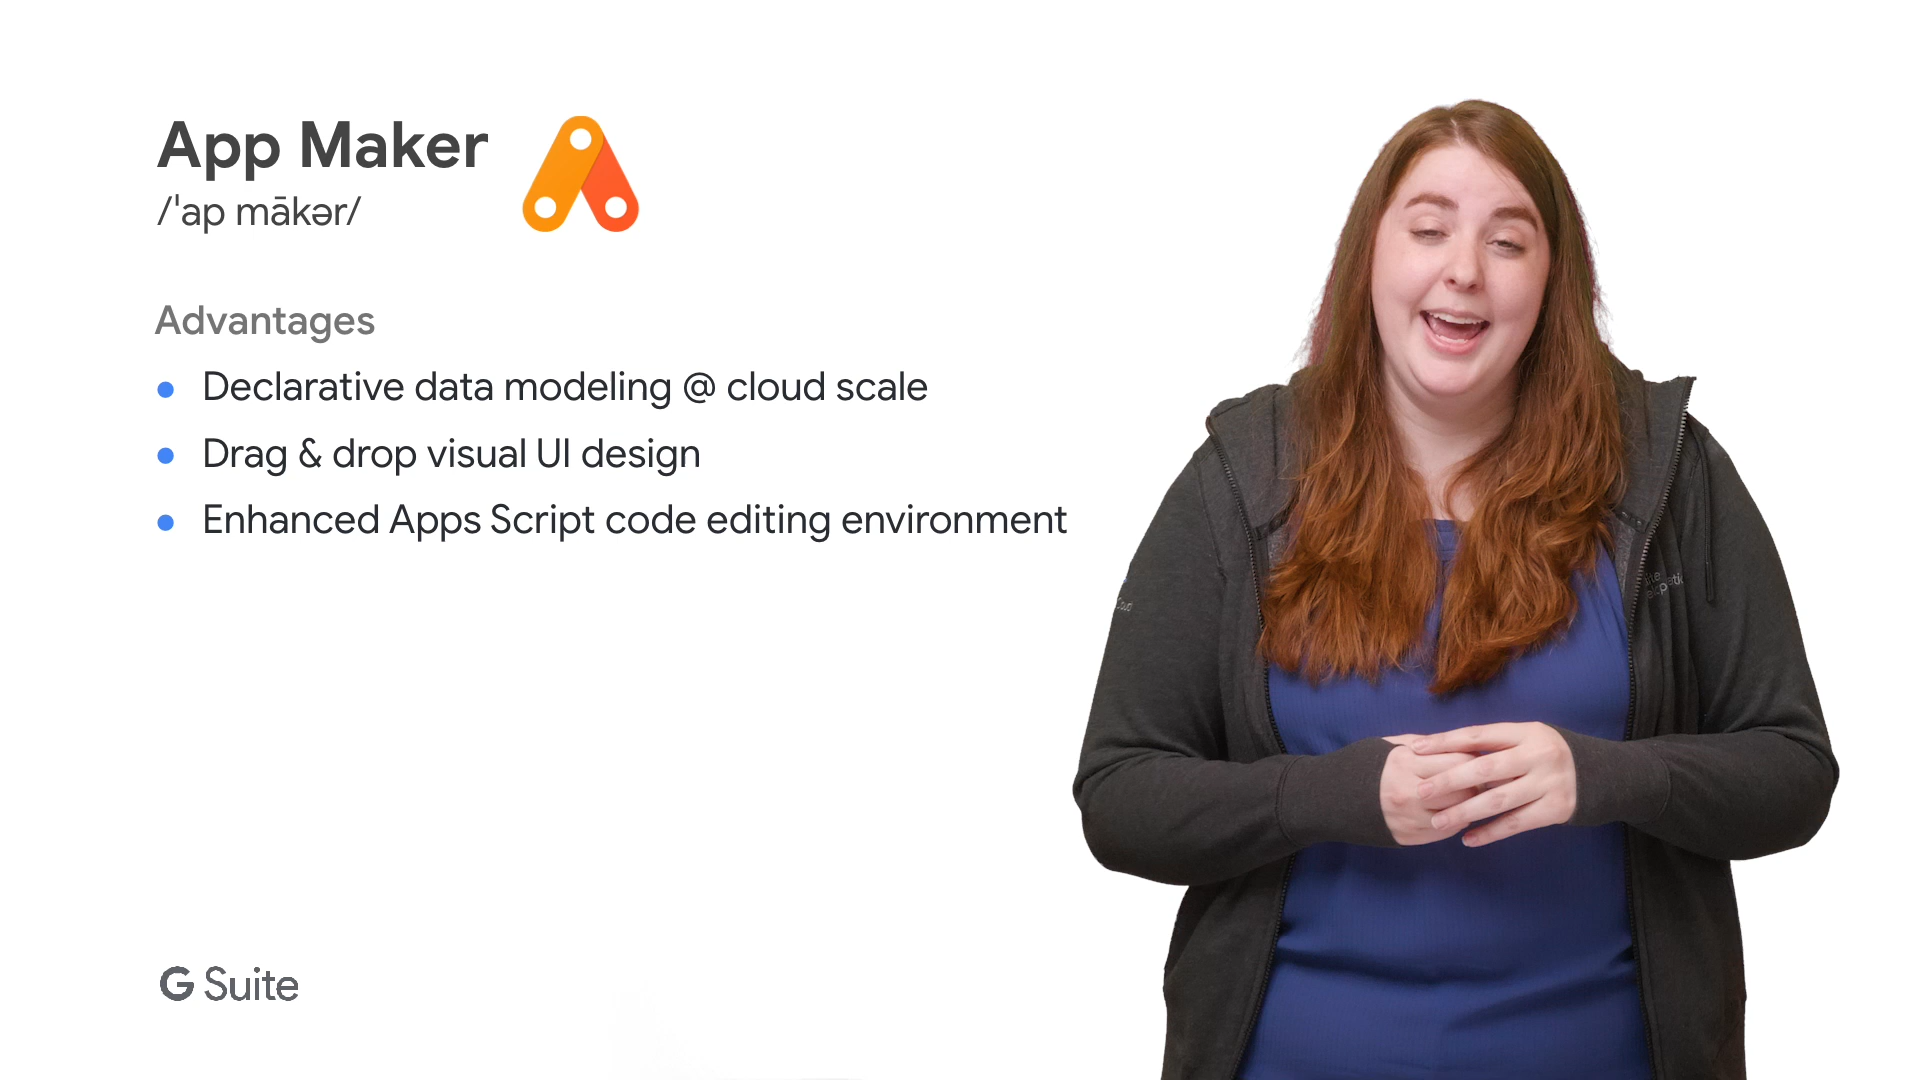 App Maker
/ˈap mākər/
Advantages
• Declarative data modeling @ cloud scale
• Drag & drop visual UI design
• Enhanced Apps Script code editing environment
G Suite